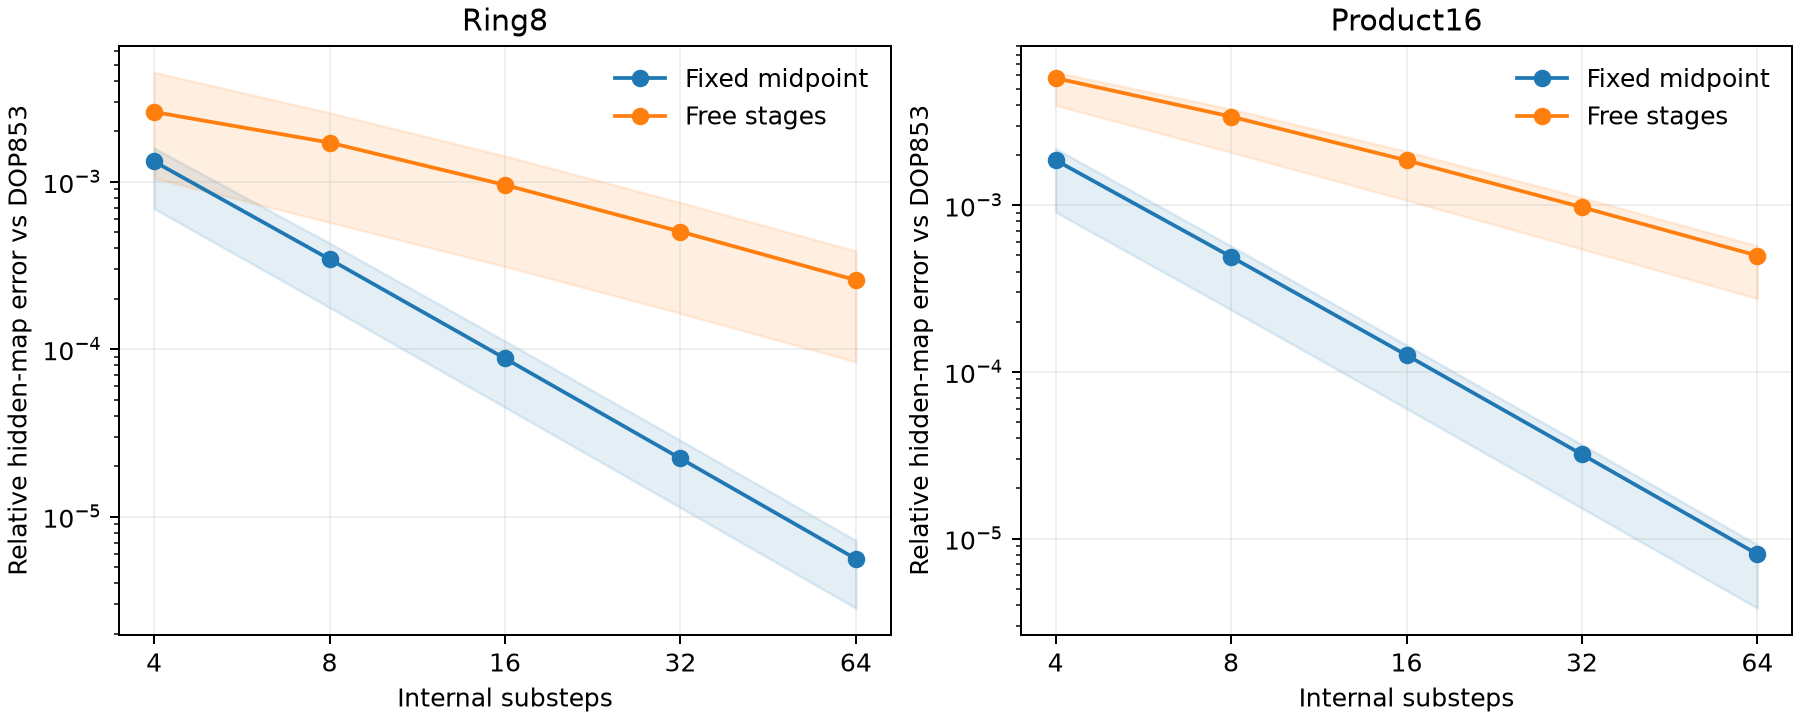 Ring8
Relative hidden-map error vs DOP853
10⁻³
10⁻⁴
10⁻⁵
Fixed midpoint
Free stages
4 8 16 32 64
Internal substeps
Product16
Relative hidden-map error vs DOP853
10⁻³
10⁻⁴
10⁻⁵
Fixed midpoint
Free stages
4 8 16 32 64
Internal substeps